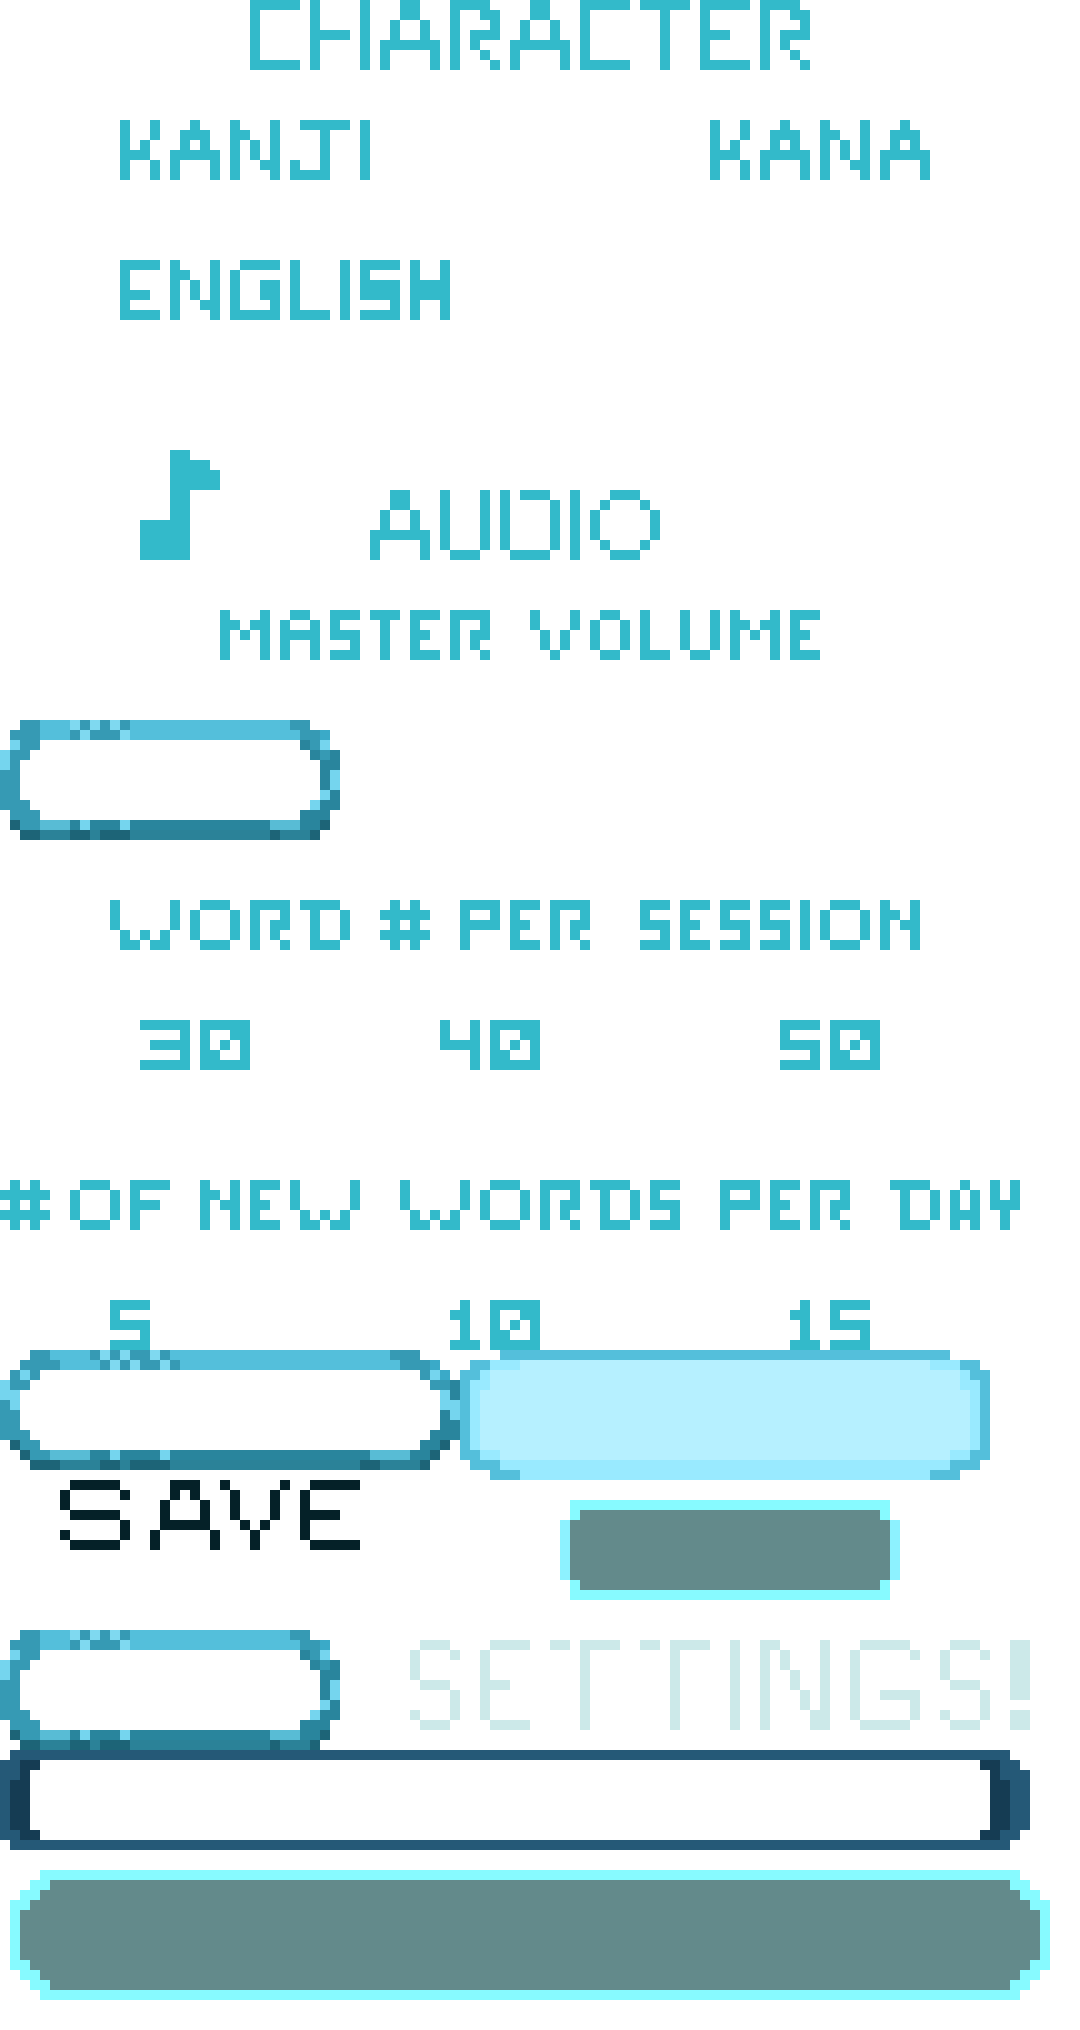 CHARACTER
KANJI KANA
ENGLISH
AUDIO
MASTER VOLUME
WORD # PER SESSION
30 40 50
# OF NEW WORDS PER DAY
5 10 15
SAVE
SETTINGS!